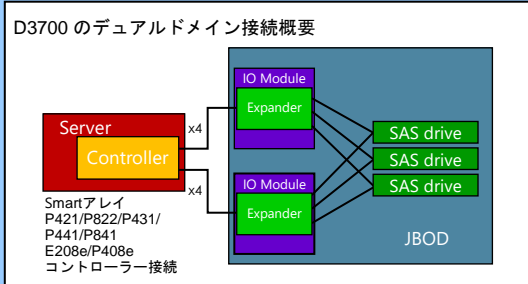 D3700 のデュアルドメイン接続概要
IO Module
Expander
Server
Controller
x4
x4
SAS drive
SAS drive
SAS drive
IO Module
Expander
JBOD
Smartアレイ
P421/P822/P431/
P441/P841
E208e/P408e
コントローラー接続